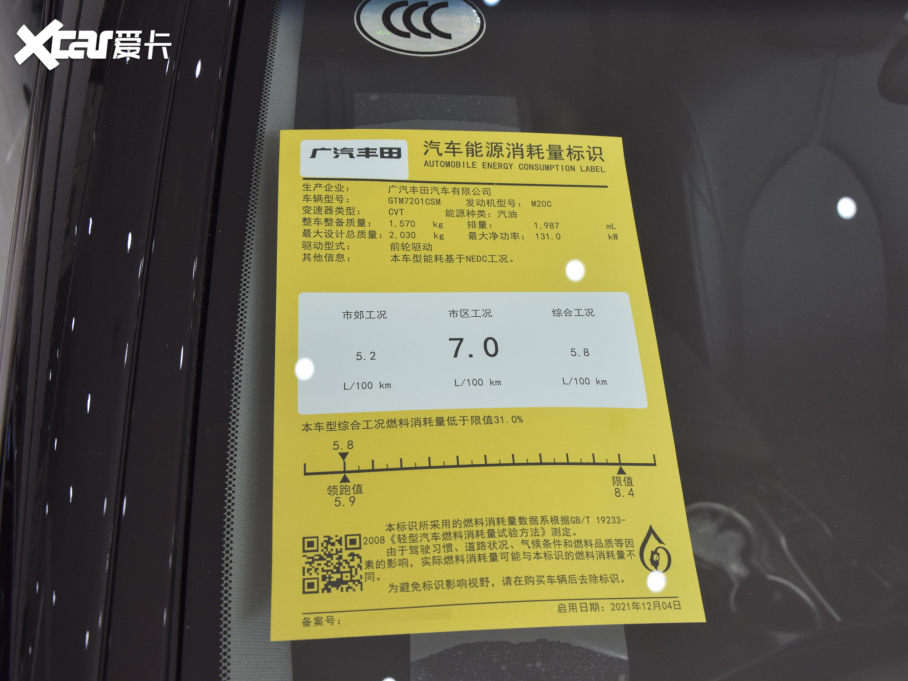 Xcar爱卡
CCC
广汽丰田
汽车能源消耗量标识
AUTOMOBILE ENERGY CONSUMPTION LABEL
生产企业: 广汽丰田汽车有限公司
车辆型号: GTM7201CSM 发动机型号: M20C
变速器类型: CVT 能源种类: 汽油
整车整备质量: 1,570 kg 排量: 1,987 mL
最大设计总质量: 2,030 kg 最大净功率: 131.0 kW
驱动型式: 前轮驱动
其他信息: 本车型能耗基于NEDC工况。
市郊工况 市区工况 综合工况
5.2 7.0 5.8
L/100 km L/100 km L/100 km
本车型综合工况燃料消耗量低于限值31.0%
5.8
领跑值 限值
5.9 8.4
本标识所采用的燃料消耗量数据系根据GB/T 19233-
2008《轻型汽车燃料消耗量试验方法》测定。
由于驾驶习惯、道路状况、气候条件和燃料品质等因
素的影响，实际燃料消耗量可能与本标识的燃料消耗量不
同。
为避免标识影响视野，请在购买车辆后去除标识。
备案号: 启用日期: 2021年12月04日